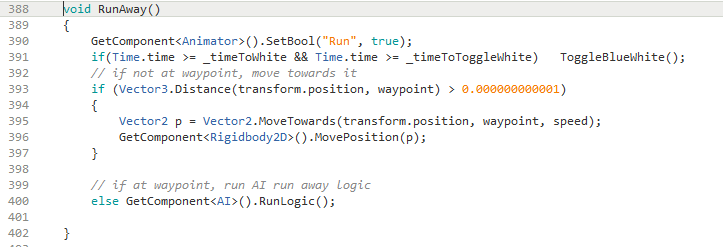 388 void RunAway()
389 {
390 GetComponent<Animator>().SetBool("Run", true);
391 if(Time.time >= _timeToWhite && Time.time >= _timeToToggleWhite) ToggleBlueWhite();
392 // if not at waypoint, move towards it
393 if (Vector3.Distance(transform.position, waypoint) > 0.000000000001)
394 {
395 Vector2 p = Vector2.MoveTowards(transform.position, waypoint, speed);
396 GetComponent<Rigidbody2D>().MovePosition(p);
397 }
398
399 // if at waypoint, run AI run away logic
400 else GetComponent<AI>().RunLogic();
401
402 }